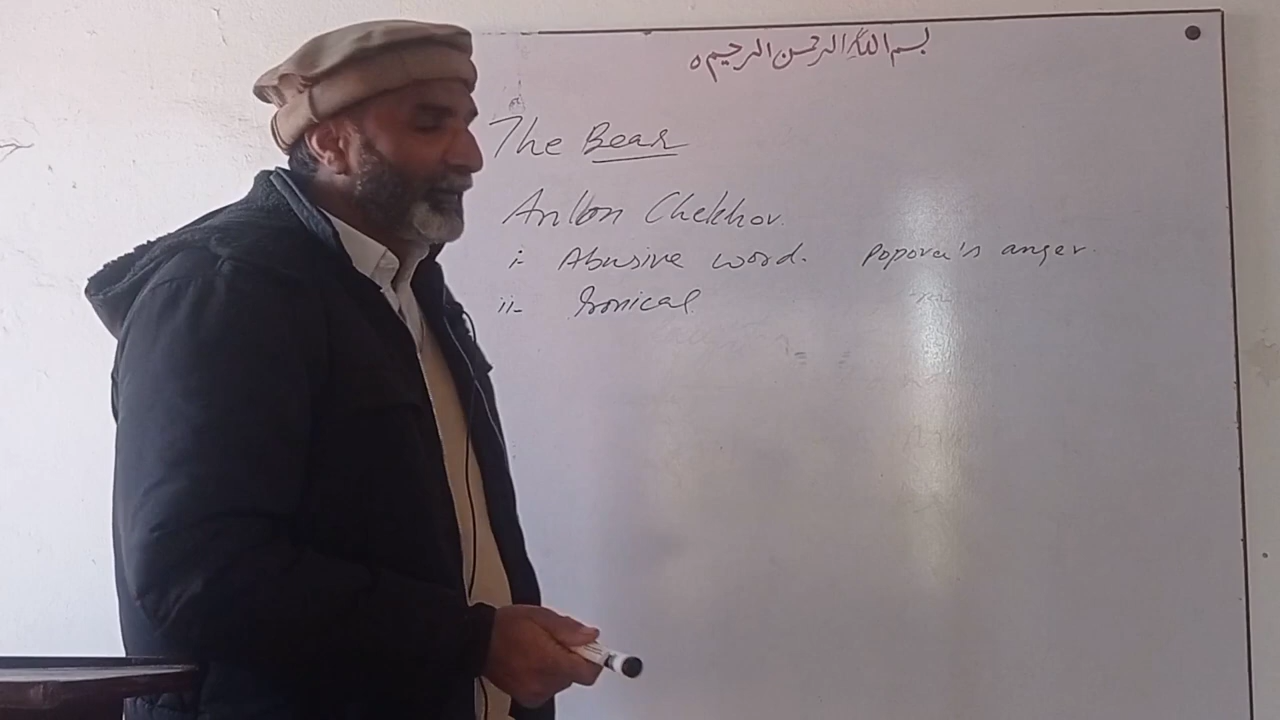 بسم اللہ الرحمن الرحیم ہ
The Bear
Anton Chekhov.
i- Abusive word. Popova's anger.
ii- Ironical